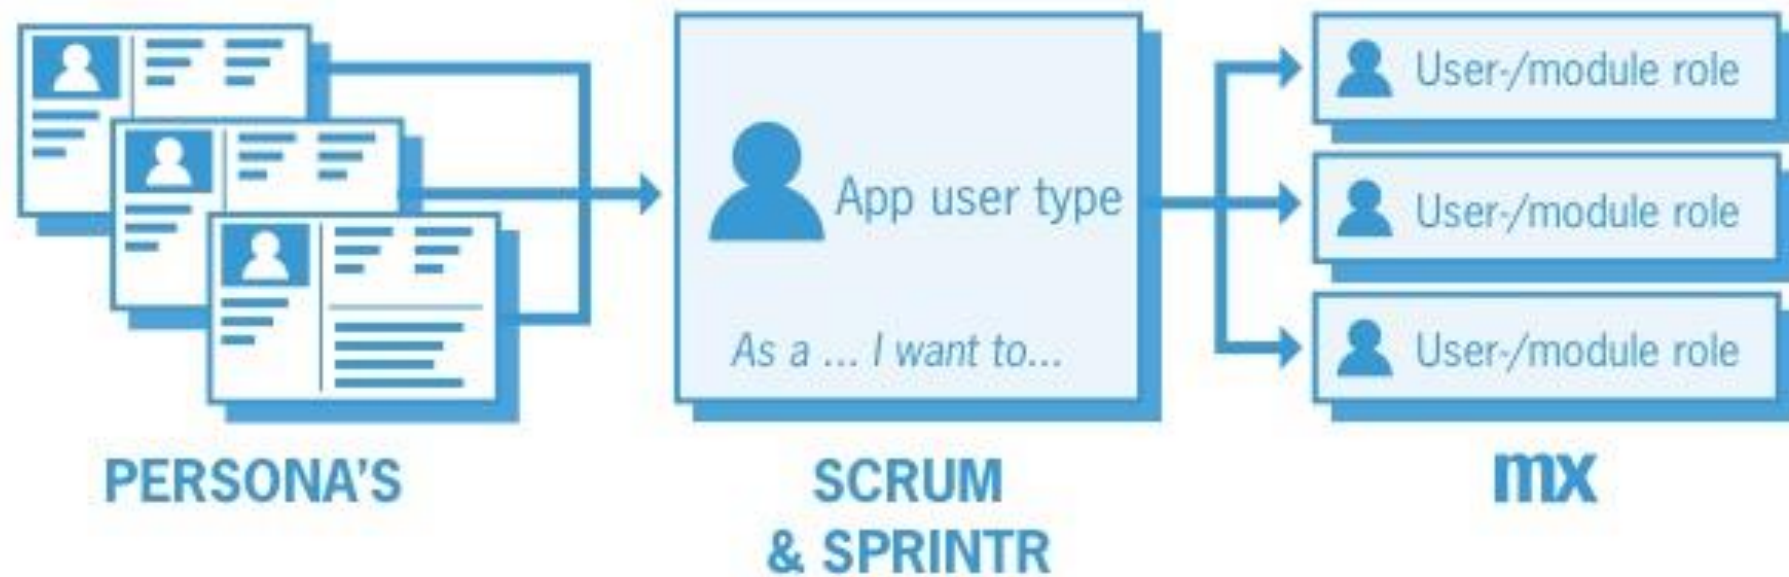 User-/module role
App user type
User-/module role
As a ... I want to...
User-/module role
PERSONA'S
SCRUM
& SPRINTR
mx